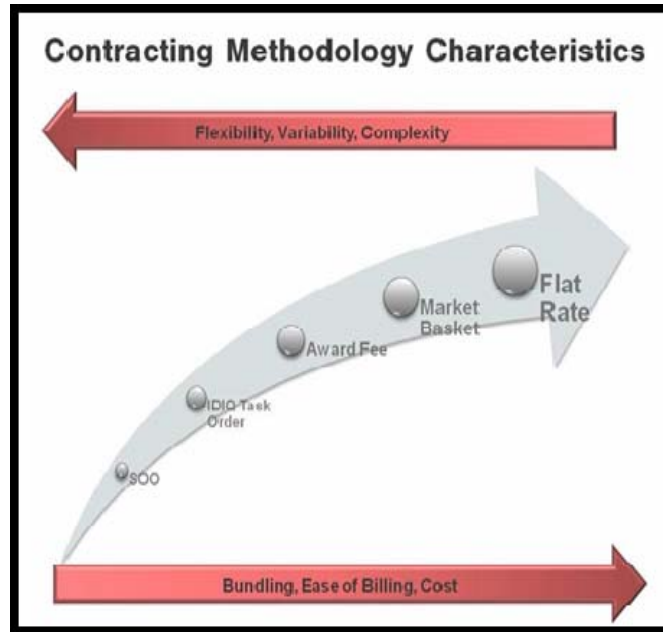 Contracting Methodology Characteristics
Flexibility, Variability, Complexity
Flat
Rate
Market
Basket
Award Fee
IDIQ Task
Order
SOO
Bundling, Ease of Billing, Cost